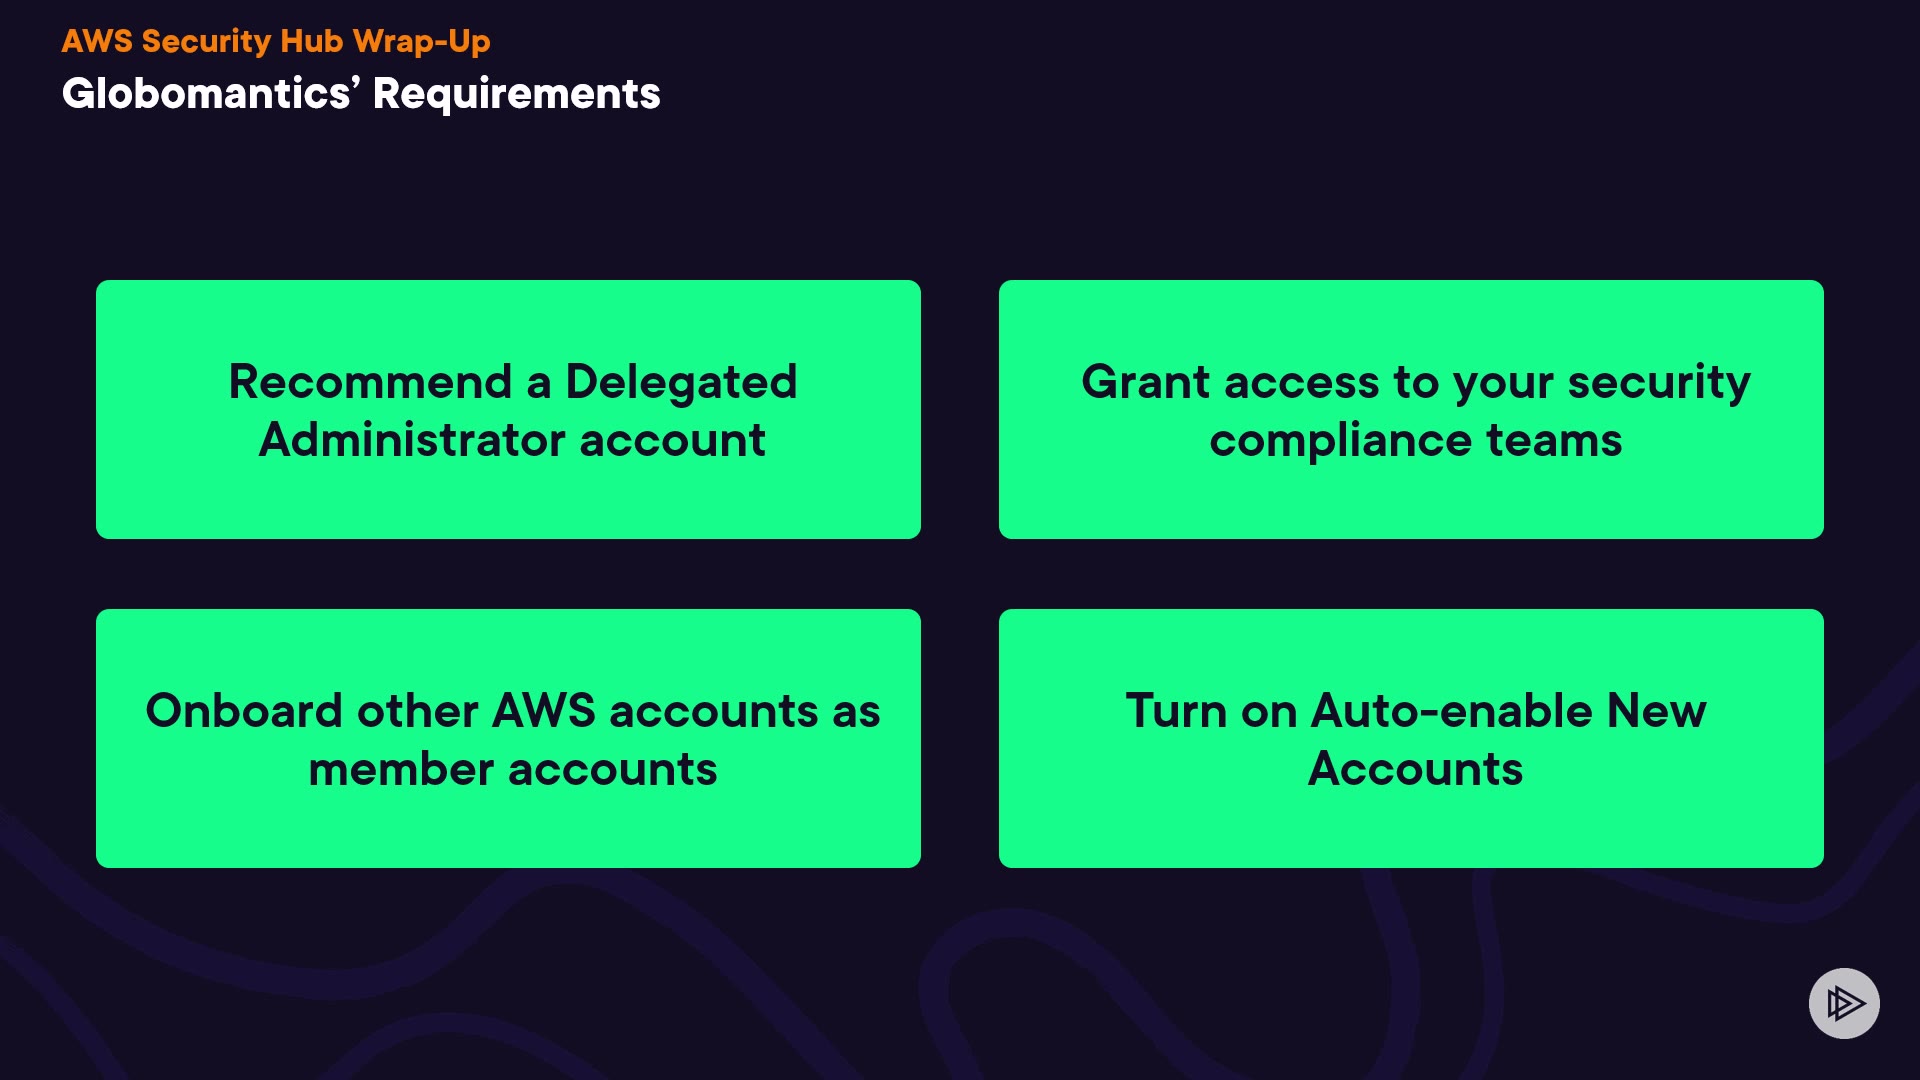 AWS Security Hub Wrap-Up
Globomantics’ Requirements
Recommend a Delegated
Administrator account
Grant access to your security
compliance teams
Onboard other AWS accounts as
member accounts
Turn on Auto-enable New
Accounts